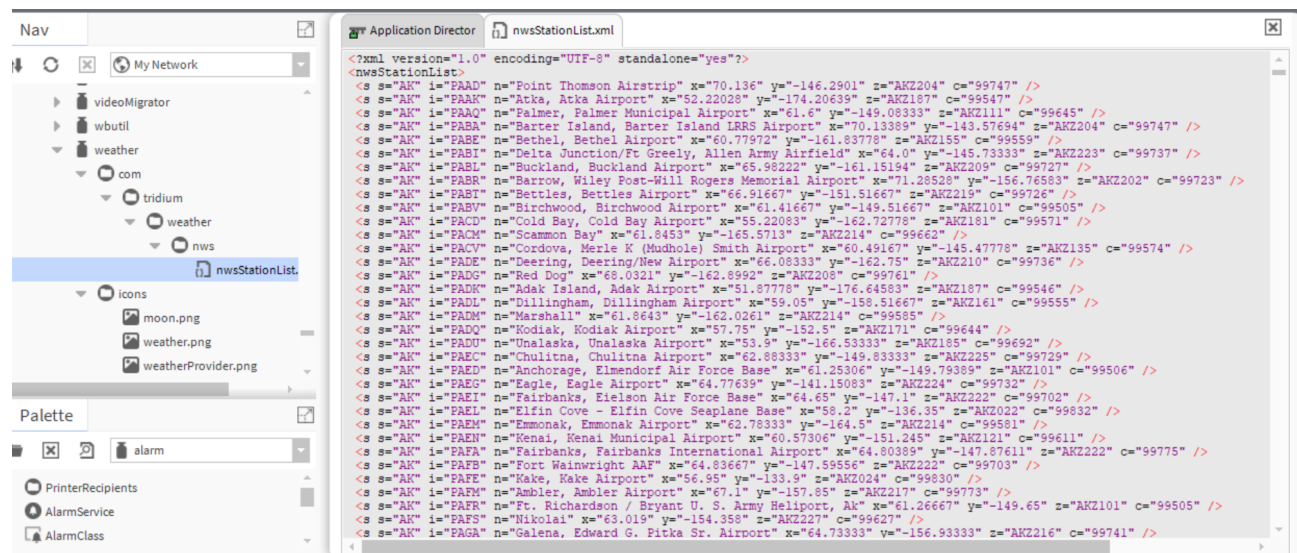 Nav
My Network
videoMigrator
wbutil
weather
com
tridium
weather
nws
nwsStationList.
icons
moon.png
weather.png
weatherProvider.png
Palette
alarm
PrinterRecipients
AlarmService
AlarmClass
Application Director
nwsStationList.xml
<?xml version="1.0" encoding="UTF-8" standalone="yes"?>
<nwsStationList>
<s s="AK" i="PAAD" n="Point Thomson Airstrip" x="70.136" y="-146.2901" z="AKZ204" c="99747" />
<s s="AK" i="PAAK" n="Atka, Atka Airport" x="52.22028" y="-174.20639" z="AKZ187" c="99547" />
<s s="AK" i="PAAQ" n="Palmer, Palmer Municipal Airport" x="61.6" y="-149.08333" z="AKZ111" c="99645" />
<s s="AK" i="PABA" n="Barter Island, Barter Island LRRS Airport" x="70.13389" y="-143.57694" z="AKZ204" c="99747" />
<s s="AK" i="PABE" n="Bethel, Bethel Airport" x="60.77972" y="-161.83778" z="AKZ155" c="99559" />
<s s="AK" i="PABI" n="Delta Junction/Ft Greely, Allen Army Airfield" x="64.0" y="-145.73333" z="AKZ223" c="99737" />
<s s="AK" i="PABL" n="Buckland, Buckland Airport" x="65.98222" y="-161.15194" z="AKZ209" c="99727" />
<s s="AK" i="PABR" n="Barrow, Wiley Post-Will Rogers Memorial Airport" x="71.28528" y="-156.76583" z="AKZ202" c="99723" />
<s s="AK" i="PABT" n="Bettles, Bettles Airport" x="66.91667" y="-151.51667" z="AKZ219" c="99726" />
<s s="AK" i="PABV" n="Birchwood, Birchwood Airport" x="61.41667" y="-149.51667" z="AKZ101" c="99505" />
<s s="AK" i="PACD" n="Cold Bay, Cold Bay Airport" x="55.22083" y="-162.72778" z="AKZ181" c="99571" />
<s s="AK" i="PACM" n="Scammon Bay" x="61.8453" y="-165.5713" z="AKZ214" c="99662" />
<s s="AK" i="PACV" n="Cordova, Merle K (Mudhole) Smith Airport" x="60.49167" y="-145.47778" z="AKZ135" c="99574" />
<s s="AK" i="PADE" n="Deering, Deering/New Airport" x="66.08333" y="-162.75" z="AKZ210" c="99736" />
<s s="AK" i="PADG" n="Red Dog" x="68.0321" y="-162.8992" z="AKZ208" c="99761" />
<s s="AK" i="PADK" n="Adak Island, Adak Airport" x="51.87778" y="-176.64583" z="AKZ187" c="99546" />
<s s="AK" i="PADL" n="Dillingham, Dillingham Airport" x="59.05" y="-158.51667" z="AKZ161" c="99555" />
<s s="AK" i="PADM" n="Marshall" x="61.8643" y="-162.0261" z="AKZ214" c="99585" />
<s s="AK" i="PADQ" n="Kodiak, Kodiak Airport" x="57.75" y="-152.5" z="AKZ171" c="99644" />
<s s="AK" i="PADU" n="Unalaska, Unalaska Airport" x="53.9" y="-166.53333" z="AKZ185" c="99692" />
<s s="AK" i="PAEC" n="Chulitna, Chulitna Airport" x="62.88333" y="-149.83333" z="AKZ225" c="99729" />
<s s="AK" i="PAED" n="Anchorage, Elmendorf Air Force Base" x="61.25306" y="-149.79389" z="AKZ101" c="99506" />
<s s="AK" i="PAEG" n="Eagle, Eagle Airport" x="64.77639" y="-141.15083" z="AKZ224" c="99732" />
<s s="AK" i="PAEI" n="Fairbanks, Eielson Air Force Base" x="64.65" y="-147.1" z="AKZ222" c="99702" />
<s s="AK" i="PAEL" n="Elfin Cove - Elfin Cove Seaplane Base" x="58.2" y="-136.35" z="AKZ022" c="99832" />
<s s="AK" i="PAEM" n="Emmonak, Emmonak Airport" x="62.78333" y="-164.5" z="AKZ214" c="99581" />
<s s="AK" i="PAEN" n="Kenai, Kenai Municipal Airport" x="60.57306" y="-151.245" z="AKZ121" c="99611" />
<s s="AK" i="PAFA" n="Fairbanks, Fairbanks International Airport" x="64.80389" y="-147.87611" z="AKZ222" c="99775" />
<s s="AK" i="PAFB" n="Fort Wainwright AAF" x="64.83667" y="-147.59556" z="AKZ222" c="99703" />
<s s="AK" i="PAFE" n="Kake, Kake Airport" x="56.95" y="-133.9" z="AKZ024" c="99830" />
<s s="AK" i="PAFM" n="Ambler, Ambler Airport" x="67.1" y="-157.85" z="AKZ217" c="99773" />
<s s="AK" i="PAFR" n="Ft. Richardson / Bryant U. S. Army Heliport, Ak" x="61.26667" y="-149.65" z="AKZ101" c="99505" />
<s s="AK" i="PAFS" n="Nikolai" x="63.019" y="-154.358" z="AKZ227" c="99627" />
<s s="AK" i="PAGA" n="Galena, Edward G. Pitka Sr. Airport" x="64.73333" y="-156.93333" z="AKZ216" c="99741" />